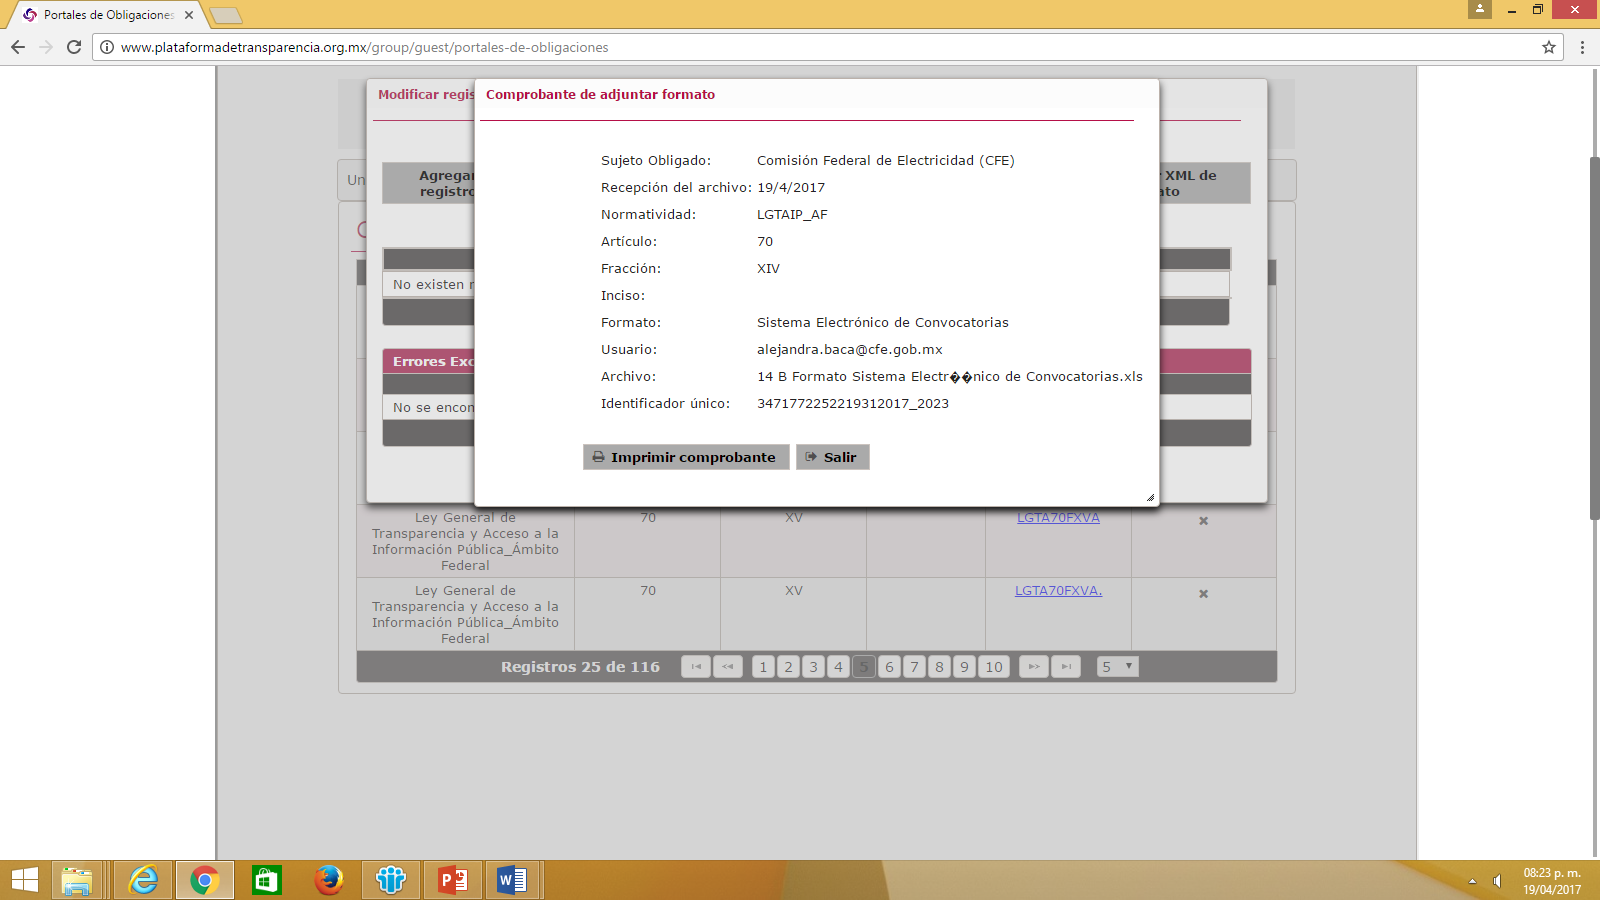 Portales de Obligaciones
www.plataformadetransparencia.org.mx/group/guest/portales-de-obligaciones
Modificar regis
Comprobante de adjuntar formato
Sujeto Obligado: Comisión Federal de Electricidad (CFE)
Recepción del archivo: 19/4/2017
Normatividad: LGTAIP_AF
Artículo: 70
Fracción: XIV
Inciso:
Formato: Sistema Electrónico de Convocatorias
Usuario: alejandra.baca@cfe.gob.mx
Archivo: 14 B Formato Sistema Electr��nico de Convocatorias.xls
Identificador único: 3471772252219312017_2023
Imprimir comprobante Salir
Un
Agregar
registro
XML de
ato
No existen r
Errores Exc
No se encon
Ley General de
Transparencia y Acceso a la
Información Pública_Ámbito
Federal
70 XV LGTA70FXVA
Ley General de
Transparencia y Acceso a la
Información Pública_Ámbito
Federal
70 XV LGTA70FXVA.
Registros 25 de 116 1 2 3 4 5 6 7 8 9 10 5
08:23 p. m.
19/04/2017